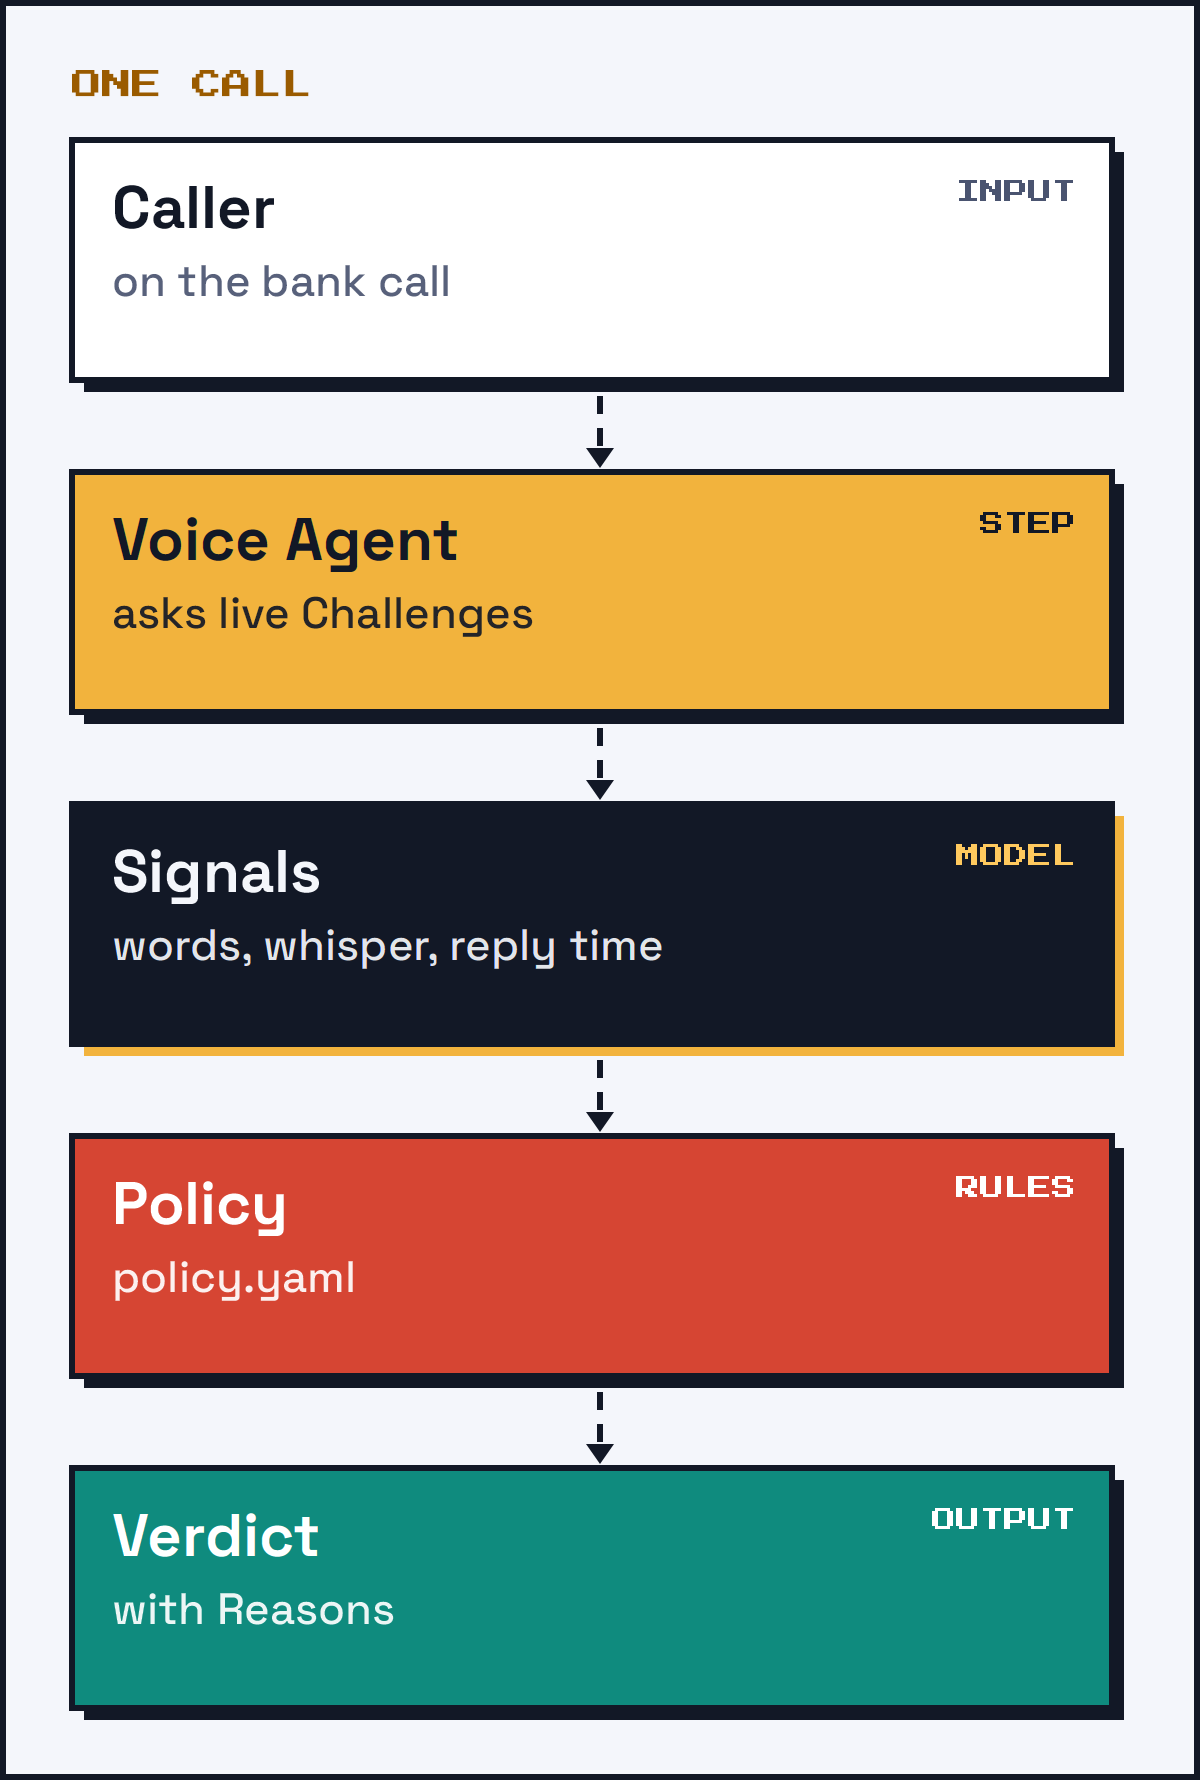 ONE CALL
Caller
INPUT
on the bank call
Voice Agent
STEP
asks live Challenges
Signals
MODEL
words, whisper, reply time
Policy
RULES
policy.yaml
Verdict
OUTPUT
with Reasons